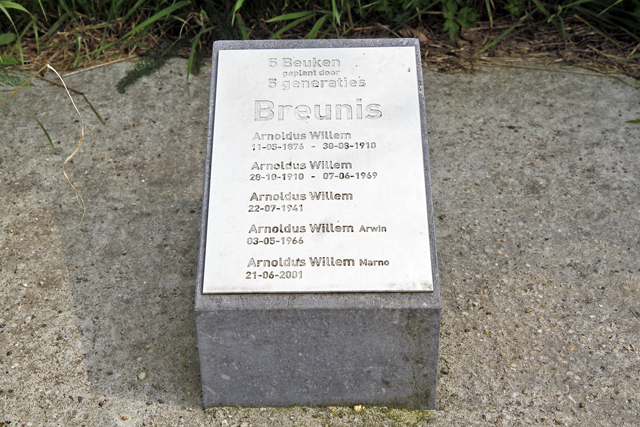 5 Beuken
geplant door
5 generaties
Breunis
Arnoldus Willem
11-05-1876 - 30-08-1910
Arnoldus Willem
28-10-1910 - 07-06-1969
Arnoldus Willem
22-07-1941
Arnoldus Willem Arwin
03-05-1966
Arnoldus Willem Marno
21-06-2001